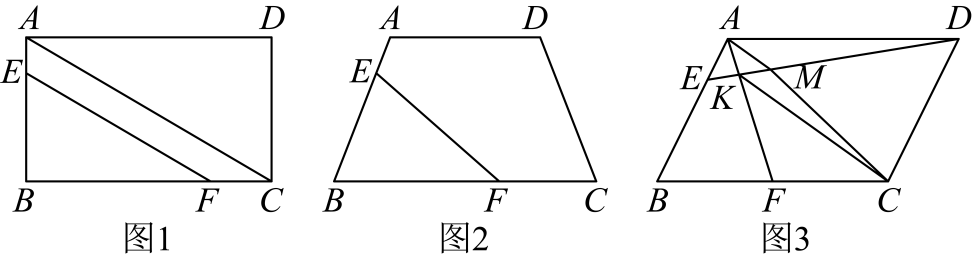 A D A D A D
E E E K M
B F C B F C B F C
图1 图2 图3